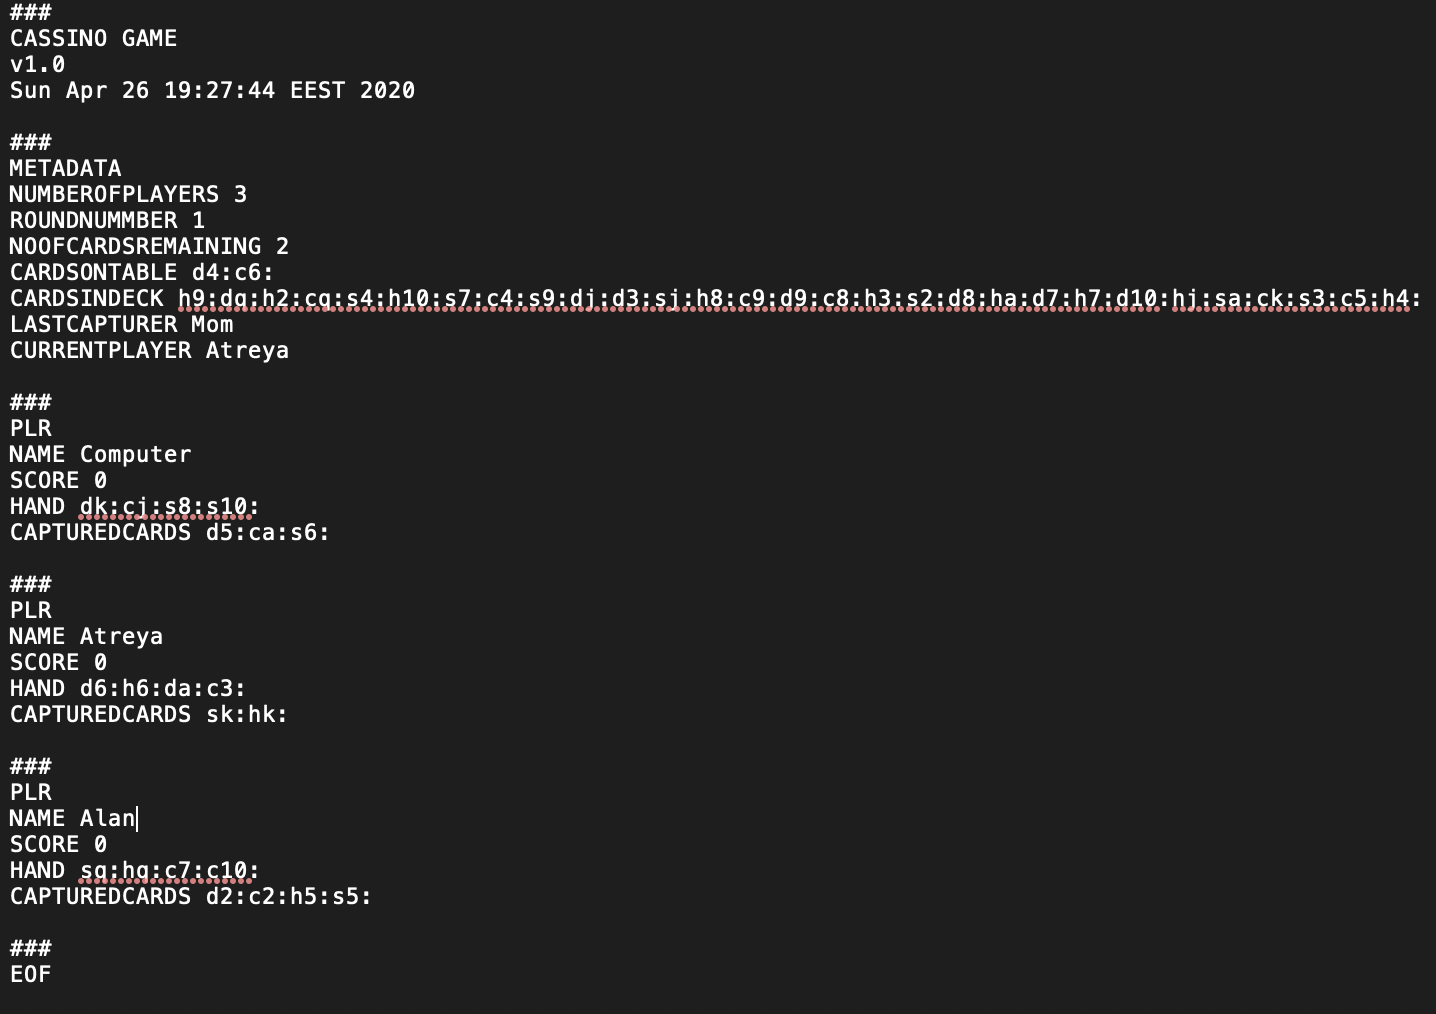 ###
CASSINO GAME
v1.0
Sun Apr 26 19:27:44 EEST 2020
###
METADATA
NUMBEROFPLAYERS 3
ROUNDNUMMBER 1
NOOFCARDSREMAINING 2
CARDSONTABLE d4:c6:
CARDSINDECK h9:dq:h2:cq:s4:h10:s7:c4:s9:dj:d3:sj:h8:c9:d9:c8:h3:s2:d8:ha:d7:h7:d10:hj:sa:ck:s3:c5:h4:
LASTCAPTURER Mom
CURRENTPLAYER Atreya
###
PLR
NAME Computer
SCORE 0
HAND dk:cj:s8:s10:
CAPTUREDCARDS d5:ca:s6:
###
PLR
NAME Atreya
SCORE 0
HAND d6:h6:da:c3:
CAPTUREDCARDS sk:hk:
###
PLR
NAME Alan
SCORE 0
HAND sq:hq:c7:c10:
CAPTUREDCARDS d2:c2:h5:s5:
###
EOF